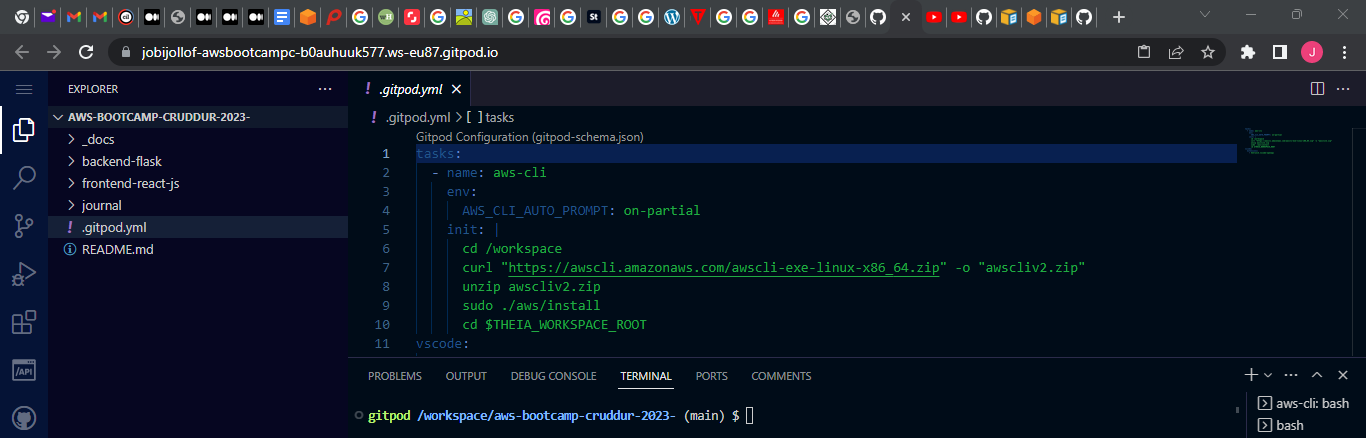 jobijollof-awsbootcampc-b0auhuuk577.ws-eu87.gitpod.io
J
EXPLORER
AWS-BOOTCAMP-CRUDDUR-2023-
_docs
backend-flask
frontend-react-js
journal
! .gitpod.yml
README.md
/API
! .gitpod.yml
! .gitpod.yml > [ ] tasks
Gitpod Configuration (gitpod-schema.json)
1 tasks:
2 - name: aws-cli
3 env:
4 AWS_CLI_AUTO_PROMPT: on-partial
5 init: |
6 cd /workspace
7 curl "https://awscli.amazonaws.com/awscli-exe-linux-x86_64.zip" -o "awscliv2.zip"
8 unzip awscliv2.zip
9 sudo ./aws/install
10 cd $THEIA_WORKSPACE_ROOT
11 vscode:
PROBLEMS OUTPUT DEBUG CONSOLE TERMINAL PORTS COMMENTS
gitpod /workspace/aws-bootcamp-cruddur-2023- (main) $
aws-cli: bash
bash